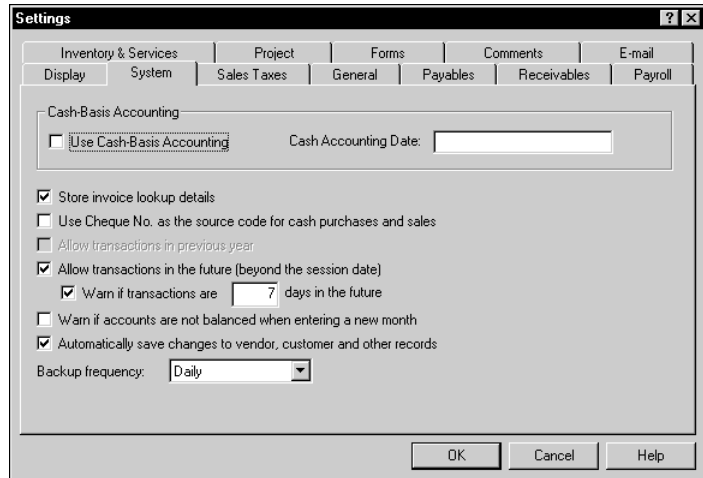 Settings
Inventory & Services Project Forms Comments E-mail
Display System Sales Taxes General Payables Receivables Payroll
Cash-Basis Accounting
Use Cash-Basis Accounting Cash Accounting Date:
Store invoice lookup details
Use Cheque No. as the source code for cash purchases and sales
Allow transactions in previous year
Allow transactions in the future (beyond the session date)
Warn if transactions are 7 days in the future
Warn if accounts are not balanced when entering a new month
Automatically save changes to vendor, customer and other records
Backup frequency: Daily
OK Cancel Help